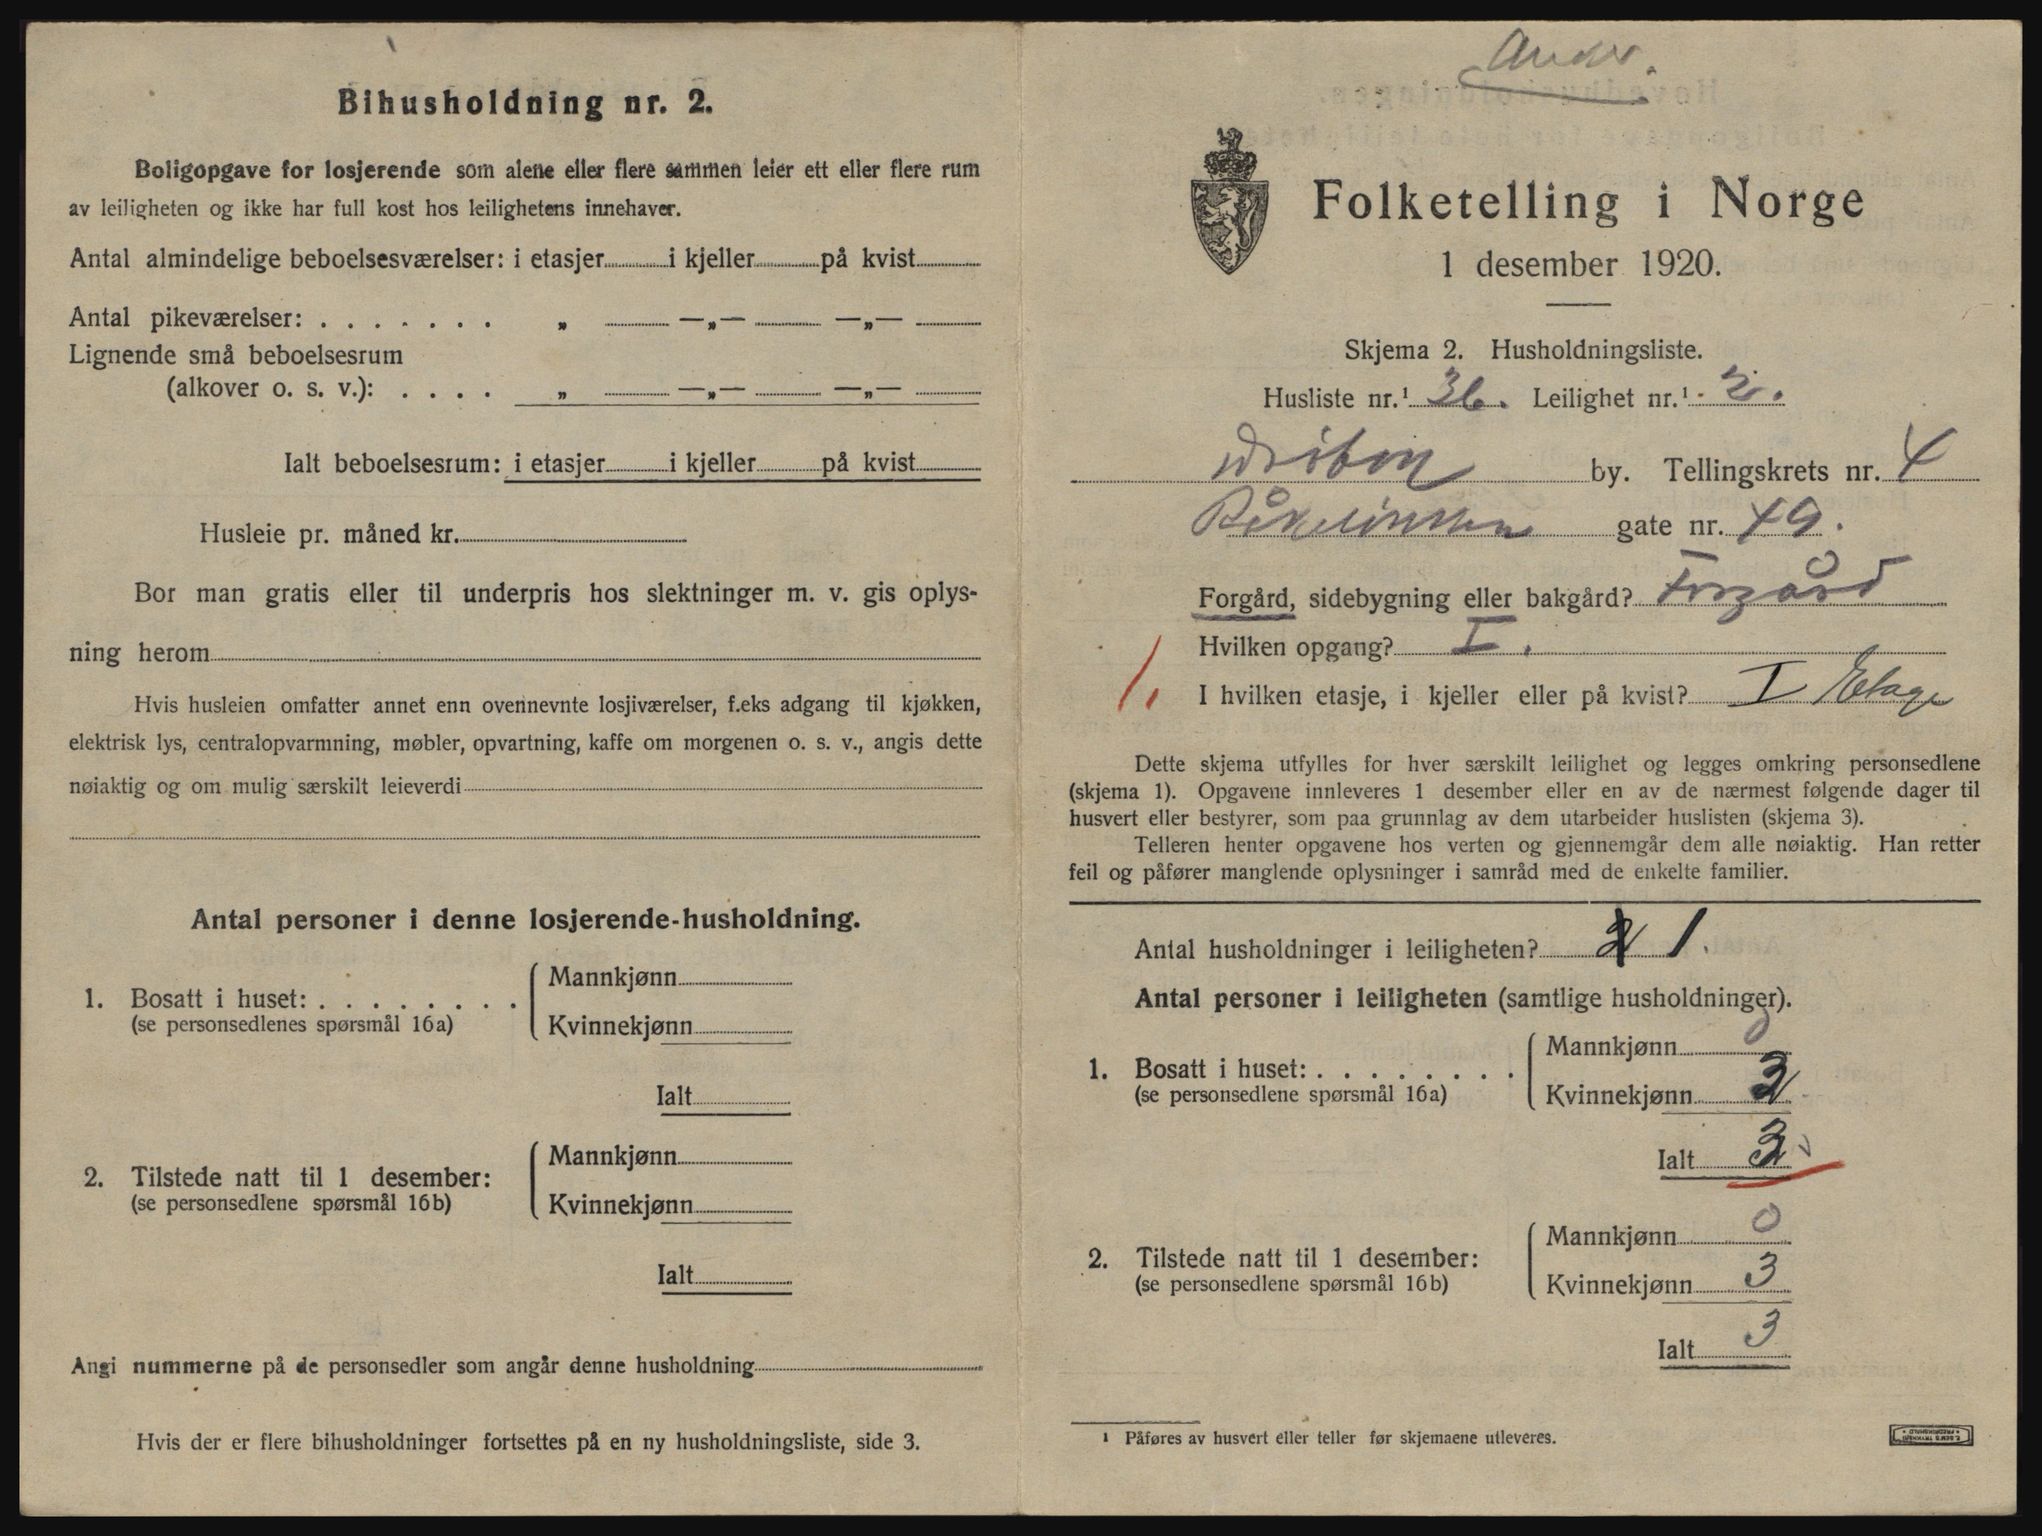 Bihusholdning nr. 2.
Boligopgave for losjerende som alene eller flere sammen leier ett eller flere rum
av leiligheten og ikke har full kost hos leilighetens innehaver.
Antal almindelige beboelsesværelser: i etasjer i kjeller på kvist
Antal pikeværelser: . . . . . . . „ —„— —„—
Lignende små beboelsesrum
(alkover o. s. v.): . . . . „ —„— —„—
Ialt beboelsesrum: i etasjer i kjeller på kvist
Husleie pr. måned kr.
Bor man gratis eller til underpris hos slektninger m. v. gis oplys-
ning herom
Hvis husleien omfatter annet enn ovennevnte losjiværelser, f.eks adgang til kjøkken,
elektrisk lys, centralopvarmning, møbler, opvartning, kaffe om morgenen o. s. v., angis dette
nøiaktig og om mulig særskilt leieverdi
Antal personer i denne losjerende-husholdning.
1. Bosatt i huset: . . . . . . . . Mannkjønn
(se personsedlenes spørsmål 16a) Kvinnekjønn
Ialt
2. Tilstede natt til 1 desember: Mannkjønn
(se personsedlene spørsmål 16b) Kvinnekjønn
Ialt
Angi nummerne på de personsedler som angår denne husholdning
Hvis der er flere bihusholdninger fortsettes på en ny husholdningsliste, side 3.
Folketelling i Norge
1 desember 1920.
Skjema 2. Husholdningsliste.
Husliste nr.¹ 36. Leilighet nr.¹ 2.
by. Tellingskrets nr. 4
gate nr. 49.
Forgård, sidebygning eller bakgård? Forgård
Hvilken opgang? I.
I hvilken etasje, i kjeller eller på kvist? I Etage
Dette skjema utfylles for hver særskilt leilighet og legges omkring personsedlene
(skjema 1). Opgavene innleveres 1 desember eller en av de nærmest følgende dager til
husvert eller bestyrer, som paa grunnlag av dem utarbeider huslisten (skjema 3).
Telleren henter opgavene hos verten og gjennemgår dem alle nøiaktig. Han retter
feil og påfører manglende oplysninger i samråd med de enkelte familier.
Antal husholdninger i leiligheten? 1.
Antal personer i leiligheten (samtlige husholdninger).
1. Bosatt i huset: . . . . . . . . Mannkjønn 0
(se personsedlene spørsmål 16a) Kvinnekjønn 3
Ialt 3
2. Tilstede natt til 1 desember: Mannkjønn 0
(se personsedlene spørsmål 16b) Kvinnekjønn 3
Ialt 3
¹ Påføres av husvert eller teller før skjemaene utleveres.